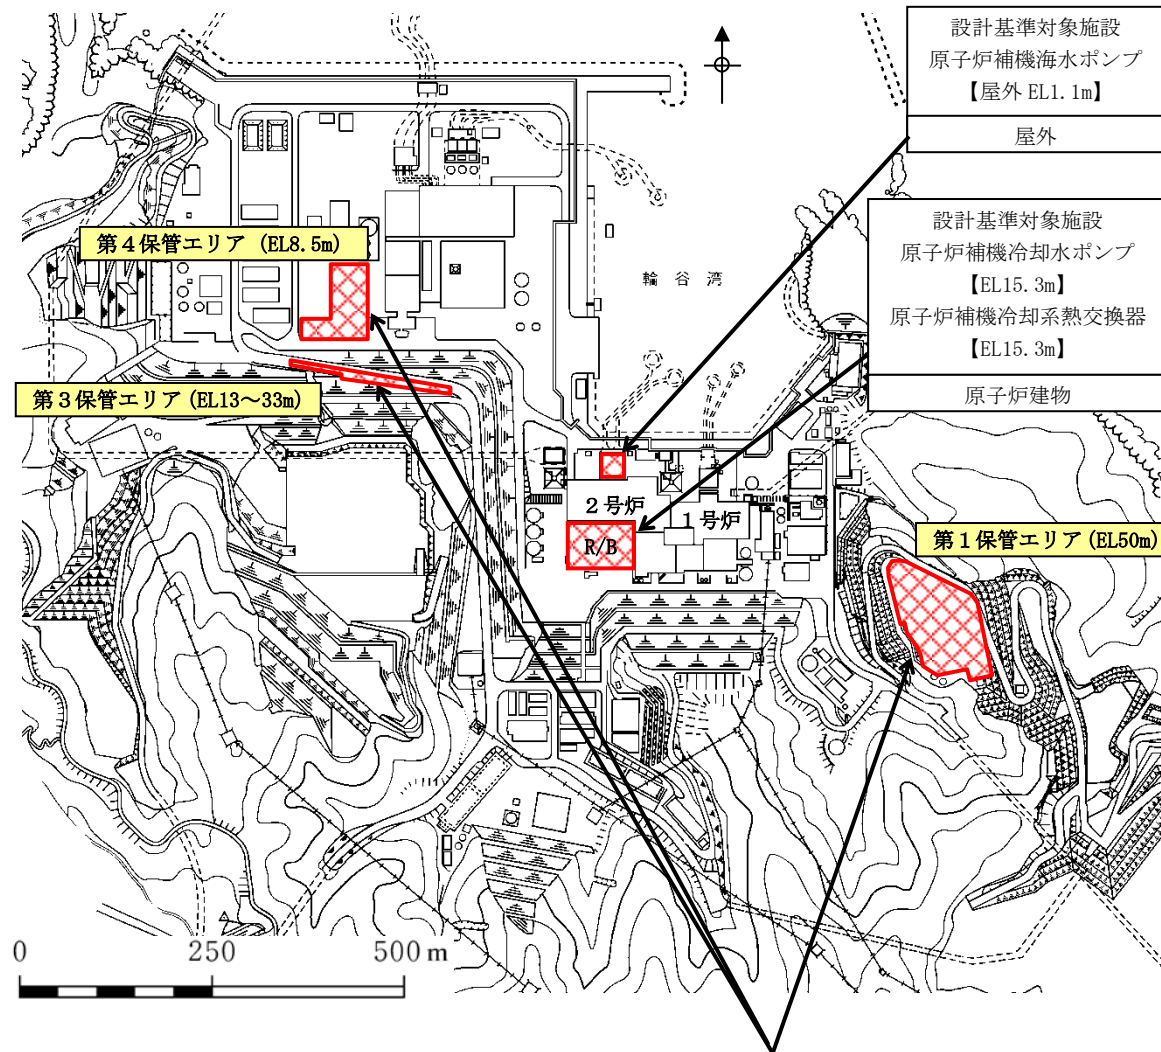 設計基準対象施設
原子炉補機海水ポンプ
【屋外 EL1.1m】
屋外
設計基準対象施設
原子炉補機冷却水ポンプ
【EL15.3m】
原子炉補機冷却系熱交換器
【EL15.3m】
原子炉建物
第４保管エリア (EL8.5m)
輪谷湾
第３保管エリア (EL13～33m)
２号炉
１号炉
R/B
第１保管エリア (EL50m)
0 250 500 m